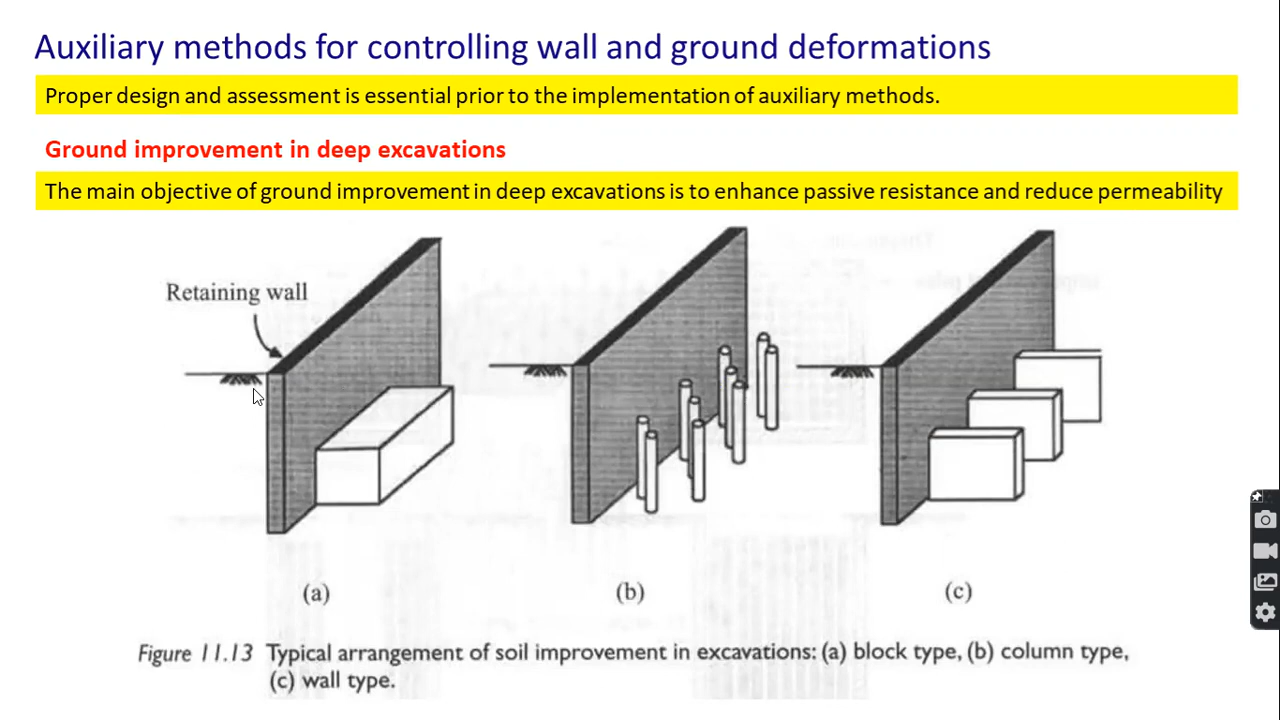 Auxiliary methods for controlling wall and ground deformations
Proper design and assessment is essential prior to the implementation of auxiliary methods.
Ground improvement in deep excavations
The main objective of ground improvement in deep excavations is to enhance passive resistance and reduce permeability
Retaining wall
(a)
(b)
(c)
Figure 11.13 Typical arrangement of soil improvement in excavations: (a) block type, (b) column type,
(c) wall type.